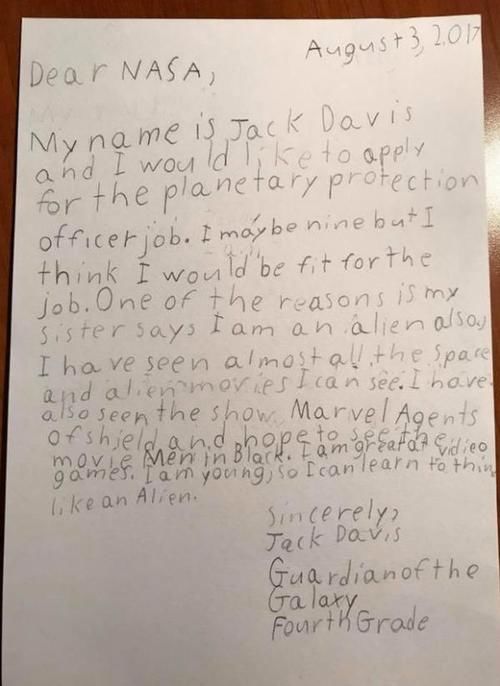 August 3, 2017
Dear NASA,
My name is Jack Davis
and I would like to apply
for the planetary protection
officer job. I may be nine but I
think I would be fit for the
job. One of the reasons is my
sister says I am an alien also,
I have seen almost all the space
and alien movies I can see. I have
also seen the show Marvel Agents
of shield and hope to see the
movie Men in Black. I am great at vidieo
games. I am young, so I can learn to thin
like an Alien.
Sincerely,
Jack Davis
Guardian of the
Galaxy
Fourth Grade